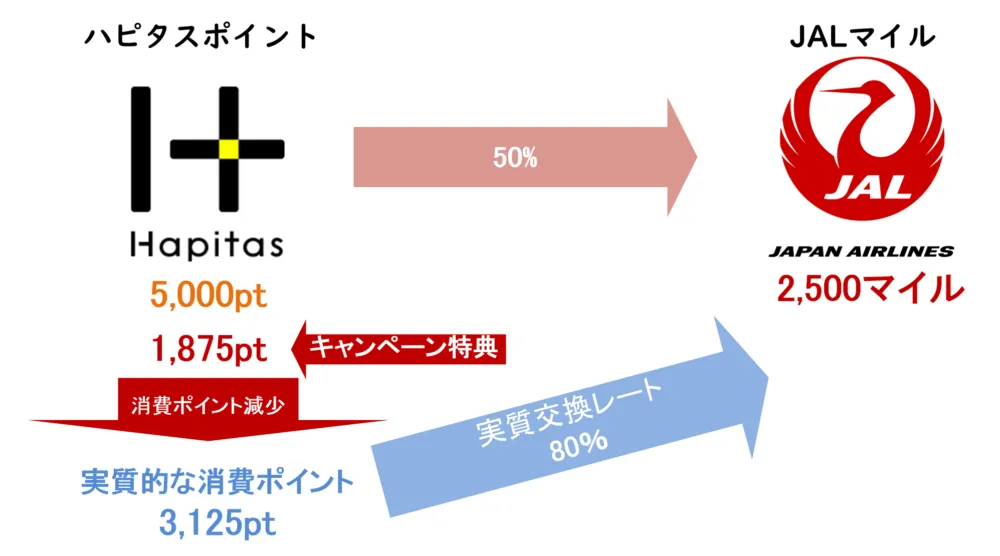 ハピタスポイント
JALマイル
50%
JAL
Hapitas
JAPAN AIRLINES
5,000pt
2,500マイル
1,875pt
キャンペーン特典
消費ポイント減少
実質交換レート
80%
実質的な消費ポイント
3,125pt